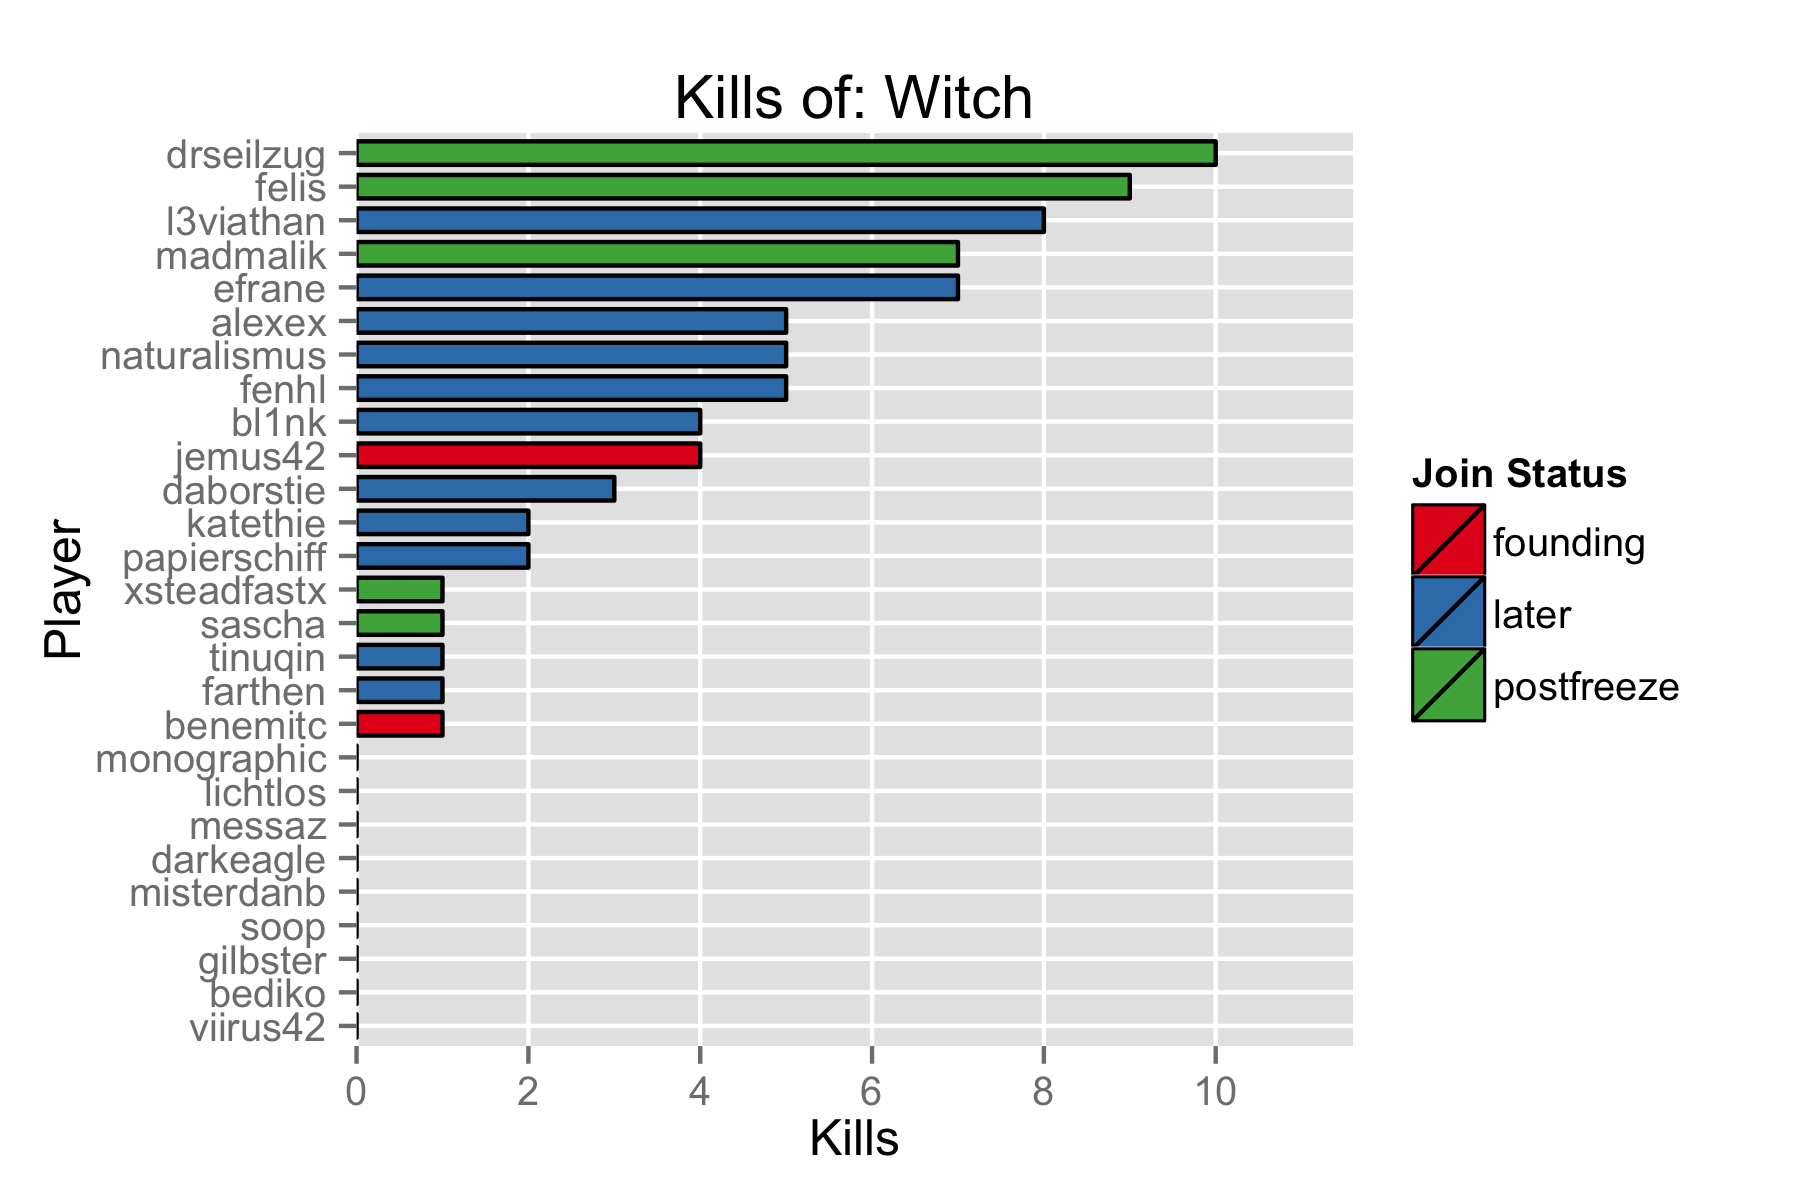 Kills of: Witch
drseilzug
felis
l3viathan
madmalik
efrane
alexex
naturalismus
fenhl
bl1nk
jemus42
daborstie
katethie
papierschiff
xsteadfastx
sascha
tinuqin
farthen
benemitc
monographic
lichtlos
messaz
darkeagle
misterdanb
soop
gilbster
bediko
viirus42
Player
0 2 4 6 8 10
Kills
Join Status
founding
later
postfreeze